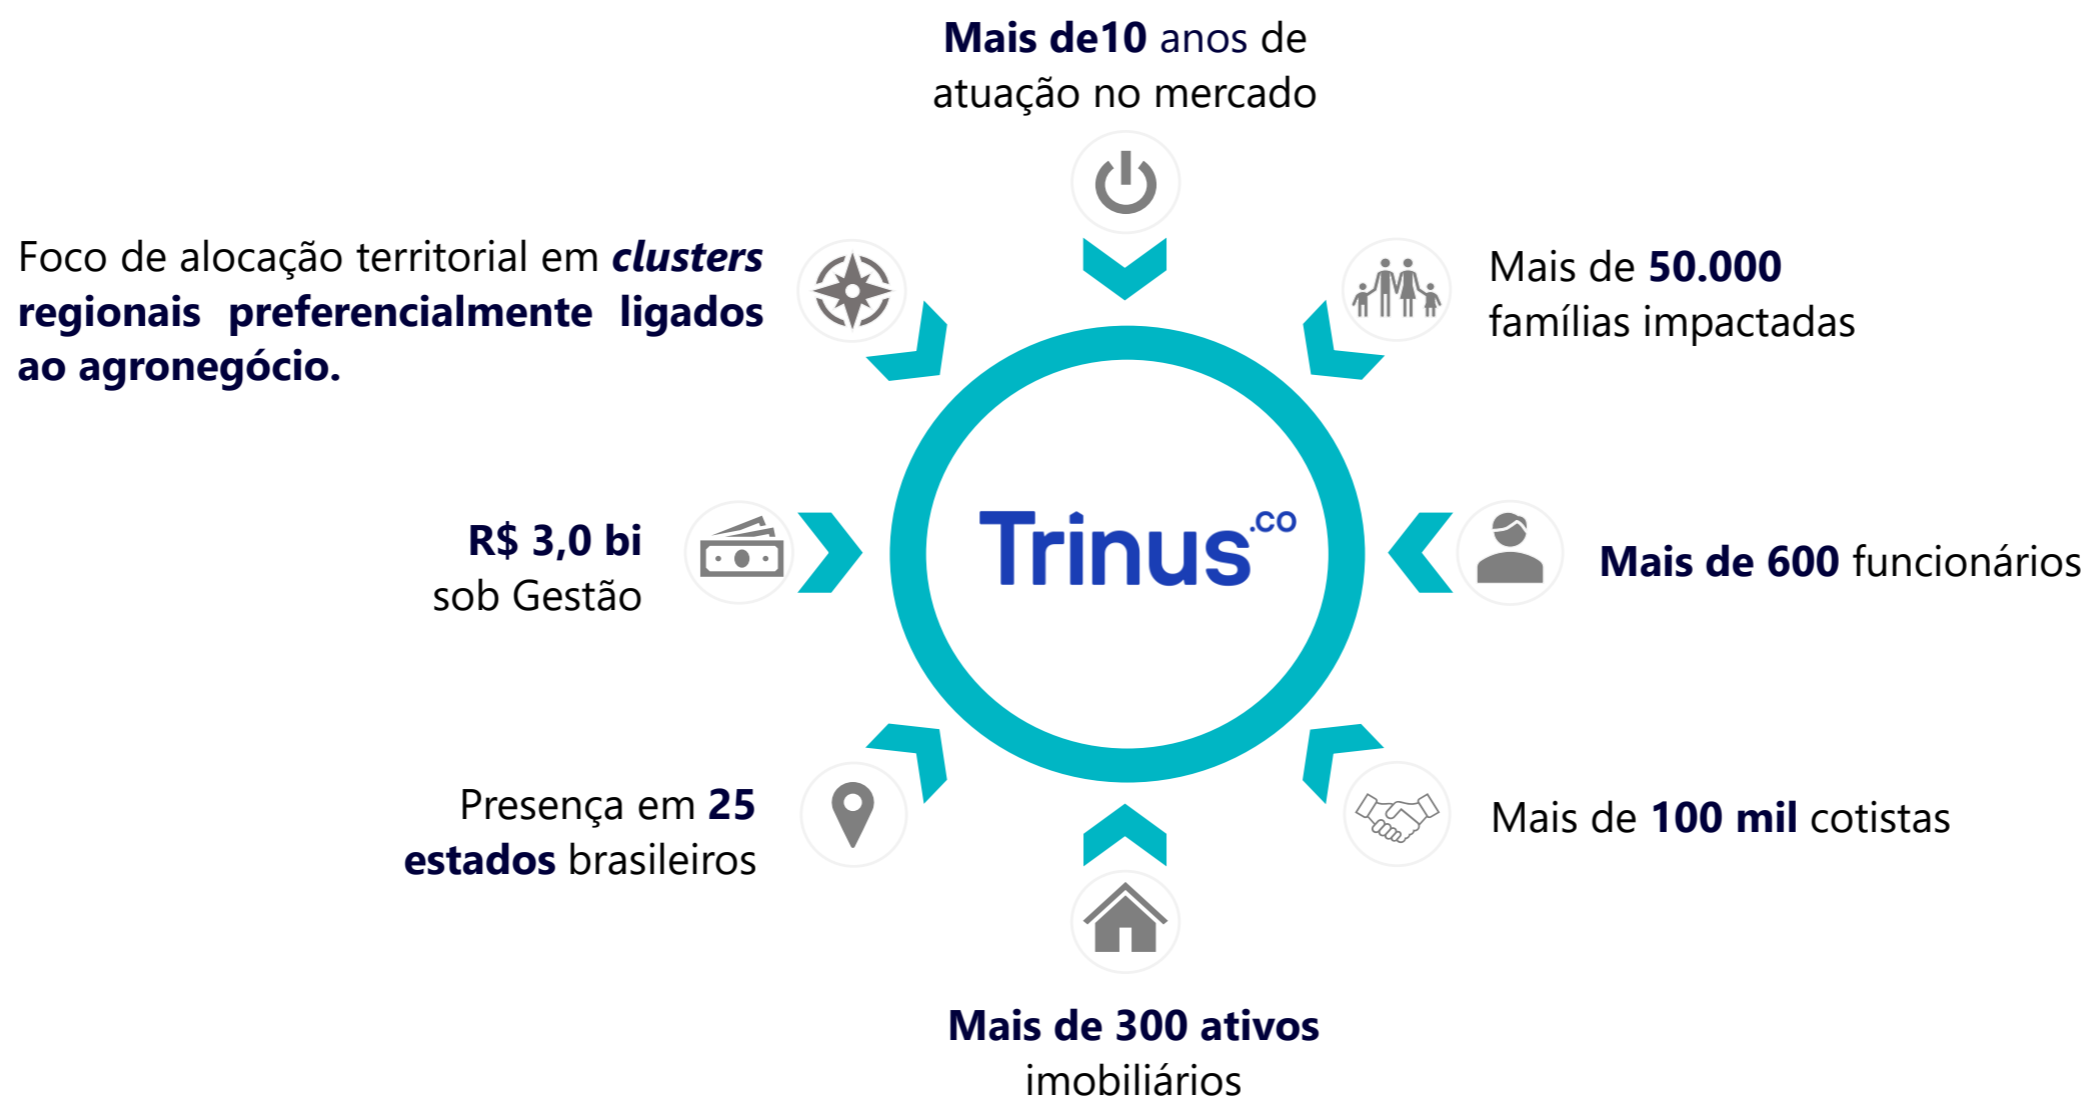 Mais de10 anos de
atuação no mercado
Foco de alocação territorial em clusters
regionais preferencialmente ligados
ao agronegócio.
Mais de 50.000
famílias impactadas
R$ 3,0 bi
sob Gestão
Trinus.co
Mais de 600 funcionários
Presença em 25
estados brasileiros
Mais de 100 mil cotistas
Mais de 300 ativos
imobiliários